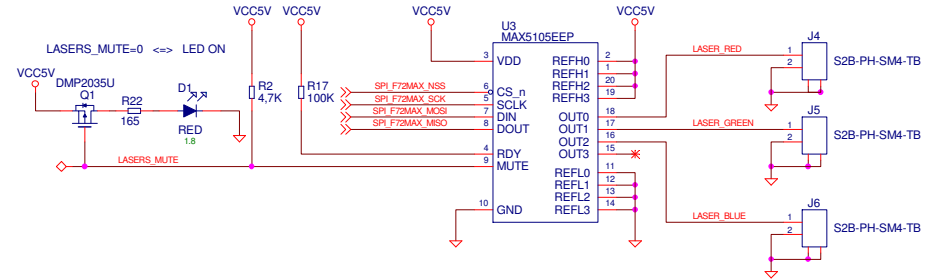 VCC5V VCC5V VCC5V VCC5V
U3
MAX5105EEP
LASERS_MUTE=0 <=> LED ON
VCC5V
DMP2035U
Q1
R22
165
D1
RED
1.8
R2
4,7K
R17
100K
LASERS_MUTE
SPI_F72MAX_NSS
SPI_F72MAX_SCK
SPI_F72MAX_MOSI
SPI_F72MAX_MISO
3 VDD
6 CS_n
5 SCLK
7 DIN
8 DOUT
4 RDY
9 MUTE
10 GND
REFH0 2
REFH1 1
REFH2 20
REFH3 19
OUT0 18
OUT1 17
OUT2 16
OUT3 15
REFL0 11
REFL1 12
REFL2 13
REFL3 14
LASER_RED
LASER_GREEN
LASER_BLUE
J4
1
2
S2B-PH-SM4-TB
J5
1
2
S2B-PH-SM4-TB
J6
1
2
S2B-PH-SM4-TB